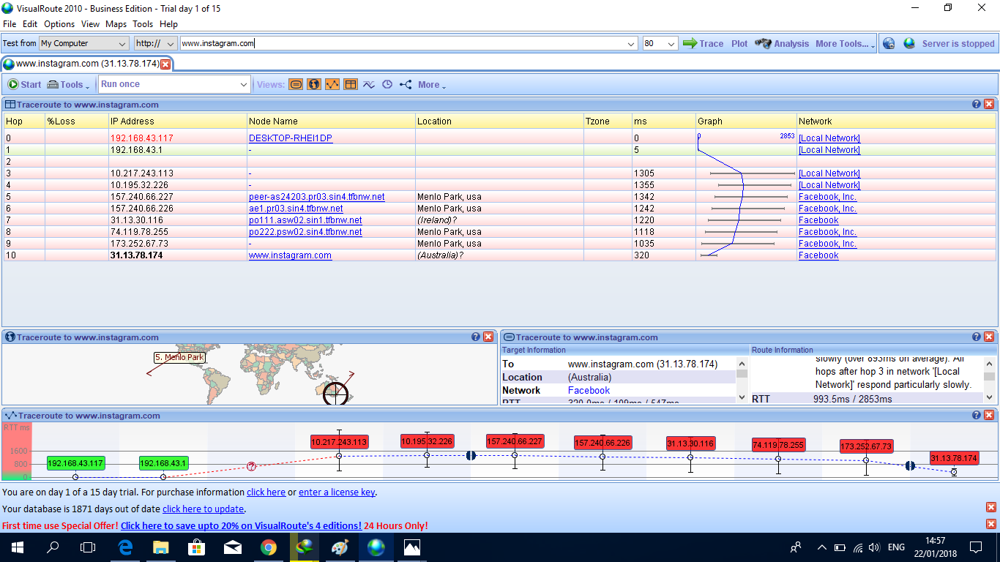 VisualRoute 2010 - Business Edition - Trial day 1 of 15
File Edit Options View Maps Tools Help
Test from My Computer http:// www.instagram.com 80 Trace Plot Analysis More Tools... Server is stopped
www.instagram.com (31.13.78.174)
Start Tools Run once Views: More
Traceroute to www.instagram.com
Hop %Loss IP Address Node Name Location Tzone ms Graph Network
0 192.168.43.117 DESKTOP-RHEI1DP 0 0 2853 [Local Network]
1 192.168.43.1 - 5 [Local Network]
2
3 10.217.243.113 - 1305 [Local Network]
4 10.195.32.226 - 1355 [Local Network]
5 157.240.66.227 peer-as24203.pr03.sin4.tfbnw.net Menlo Park, usa 1342 Facebook, Inc.
6 157.240.66.226 ae1.pr03.sin4.tfbnw.net Menlo Park, usa 1242 Facebook, Inc.
7 31.13.30.116 po111.asw02.sin1.tfbnw.net (Ireland)? 1220 Facebook
8 74.119.78.255 po222.psw02.sin4.tfbnw.net Menlo Park, usa 1118 Facebook, Inc.
9 173.252.67.73 - Menlo Park, usa 1035 Facebook, Inc.
10 31.13.78.174 www.instagram.com (Australia)? 320 Facebook
Traceroute to www.instagram.com
5. Menlo Park
Traceroute to www.instagram.com
Target Information
To www.instagram.com (31.13.78.174)
Location (Australia)
Network Facebook
RTT 320.0ms / 109ms / 547ms
Route Information
slowly (over 893ms on average). All
hops after hop 3 in network '[Local
Network]' respond particularly slowly.
RTT 993.5ms / 2853ms
Traceroute to www.instagram.com
RTT ms
1600
800
0
192.168.43.117 192.168.43.1 ? 10.217.243.113 10.195.32.226 157.240.66.227 157.240.66.226 31.13.30.116 74.119.78.255 173.252.67.73 31.13.78.174
You are on day 1 of a 15 day trial. For purchase information click here or enter a license key.
Your database is 1871 days out of date click here to update.
First time use Special Offer! Click here to save upto 20% on VisualRoute's 4 editions! 24 Hours Only!
ENG 14:57
22/01/2018